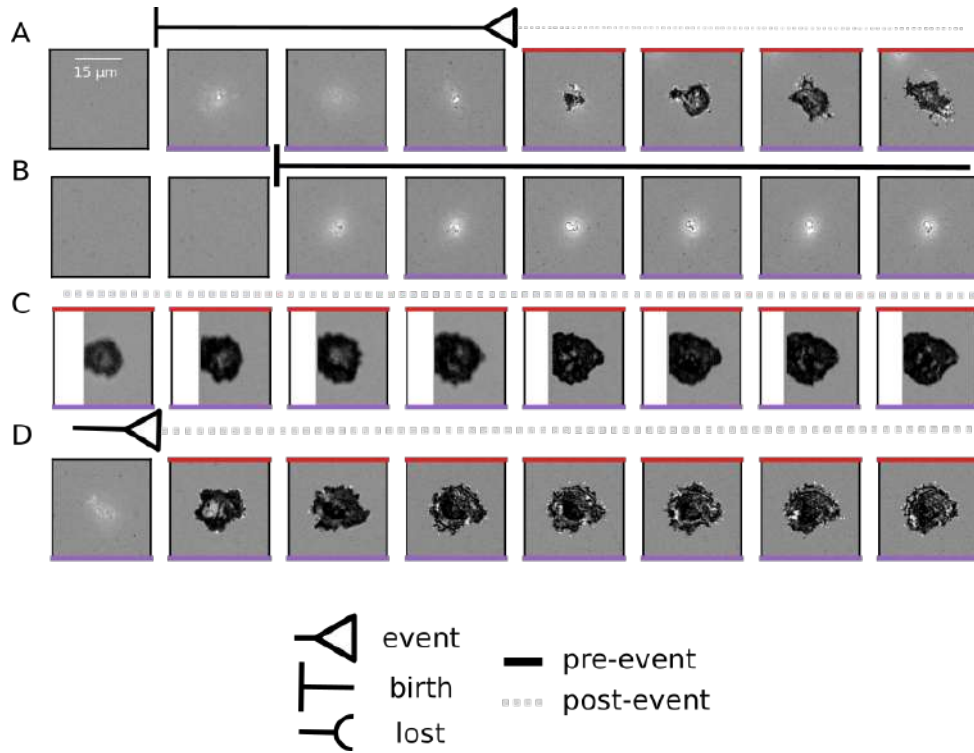 A
15 µm
B
C
D
event
birth
lost
pre-event
post-event